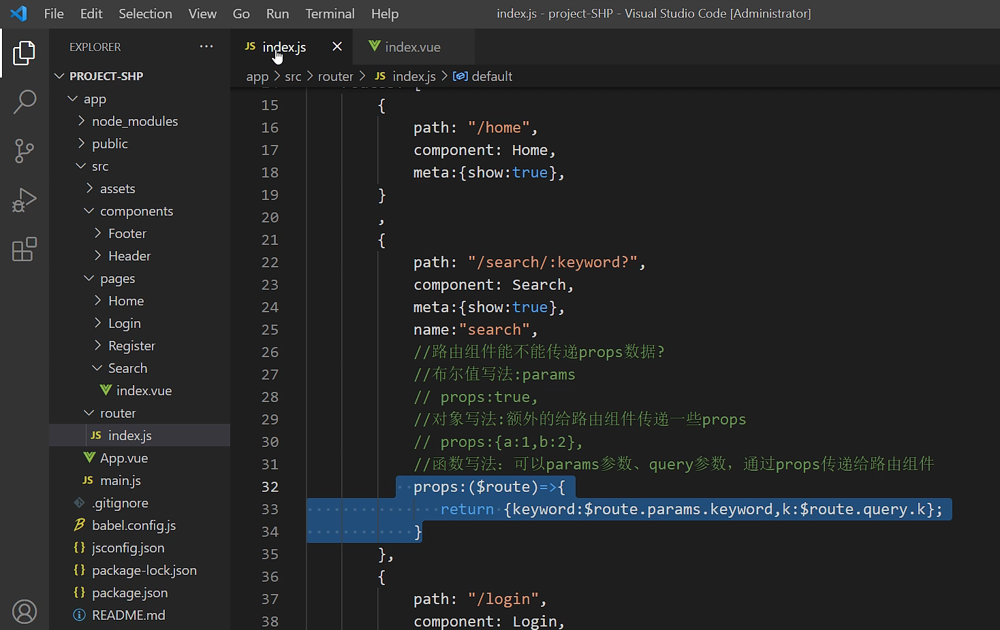 File Edit Selection View Go Run Terminal Help index.js - project-SHP - Visual Studio Code [Administrator]
EXPLORER ···
JS index.js
index.vue
PROJECT-SHP
app > src > router > JS index.js > default
app
node_modules
public
src
assets
components
Footer
Header
pages
Home
Login
Register
Search
index.vue
router
JS index.js
App.vue
JS main.js
.gitignore
babel.config.js
{} jsconfig.json
{} package-lock.json
{} package.json
README.md
15 {
16 path: "/home",
17 component: Home,
18 meta:{show:true},
19 }
20 ,
21 {
22 path: "/search/:keyword?",
23 component: Search,
24 meta:{show:true},
25 name:"search",
26 //路由组件能不能传递props数据?
27 //布尔值写法:params
28 // props:true,
29 //对象写法:额外的给路由组件传递一些props
30 // props:{a:1,b:2},
31 //函数写法: 可以params参数、query参数，通过props传递给路由组件
32 props:($route)=>{
33 return {keyword:$route.params.keyword,k:$route.query.k};
34 }
35 },
36 {
37 path: "/login",
38 component: Login,